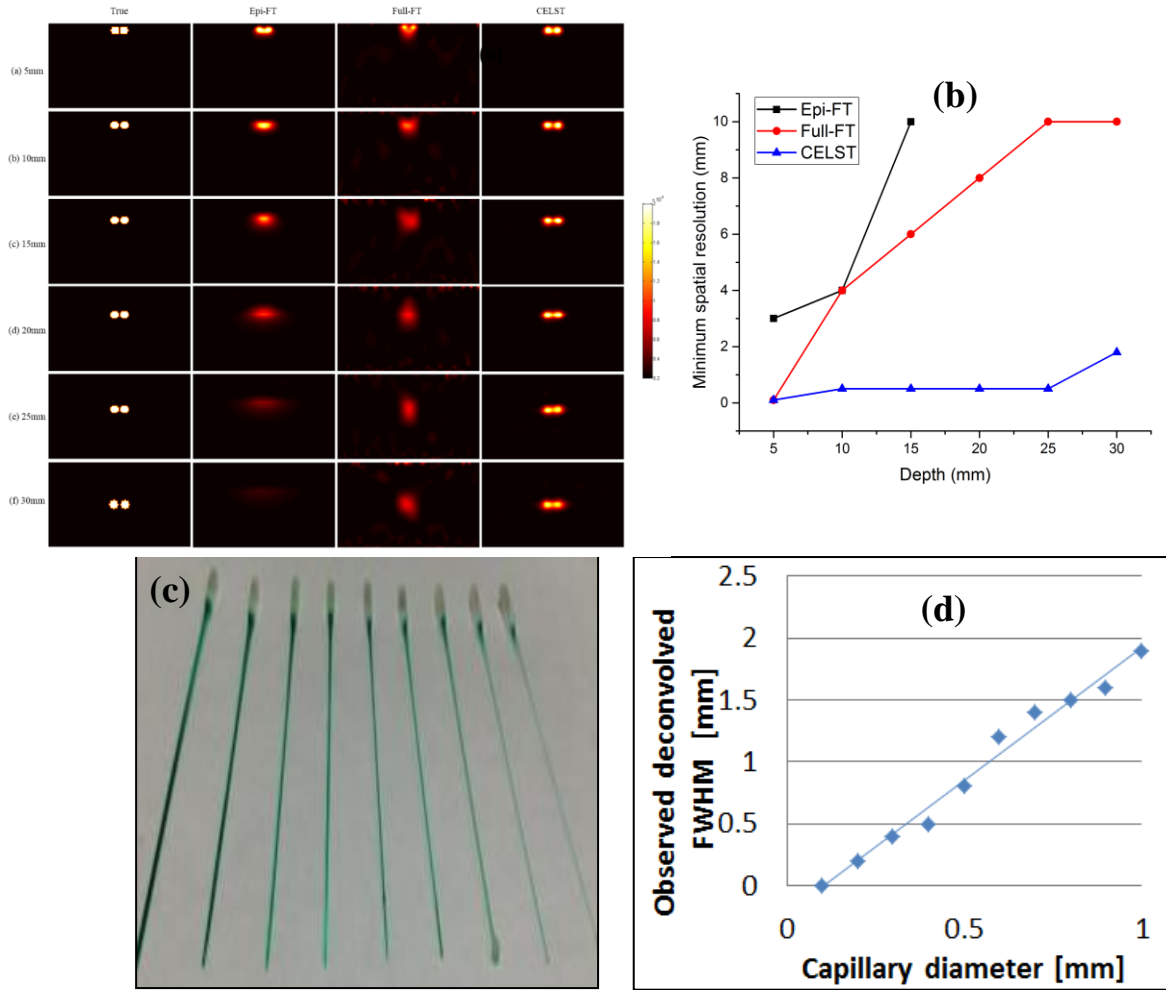 True Epi-FT Full-FT CELST
(a) 5mm
(b) 10mm
(c) 15mm
(d) 20mm
(e) 25mm
(f) 30mm
(b)
Epi-FT
Full-FT
CELST
10
8
6
4
2
0
Minimum spatial resolution (mm)
5 10 15 20 25 30
Depth (mm)
(c)
(d)
2.5
2
1.5
1
0.5
0
Observed deconvolved
FWHM [mm]
0 0.5 1
Capillary diameter [mm]